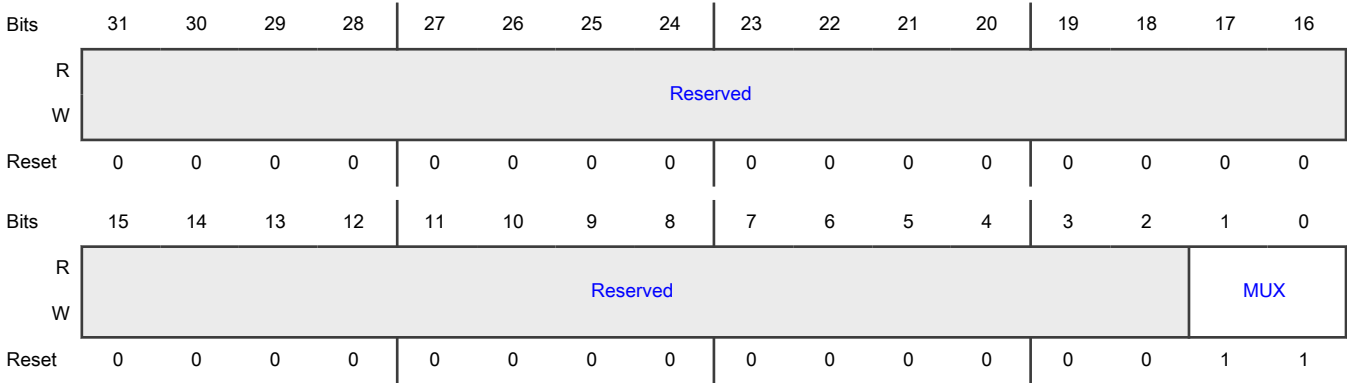 Bits 31 30 29 28 27 26 25 24 23 22 21 20 19 18 17 16
R
Reserved
W
Reset 0 0 0 0 0 0 0 0 0 0 0 0 0 0 0 0
Bits 15 14 13 12 11 10 9 8 7 6 5 4 3 2 1 0
R
Reserved MUX
W
Reset 0 0 0 0 0 0 0 0 0 0 0 0 0 0 1 1